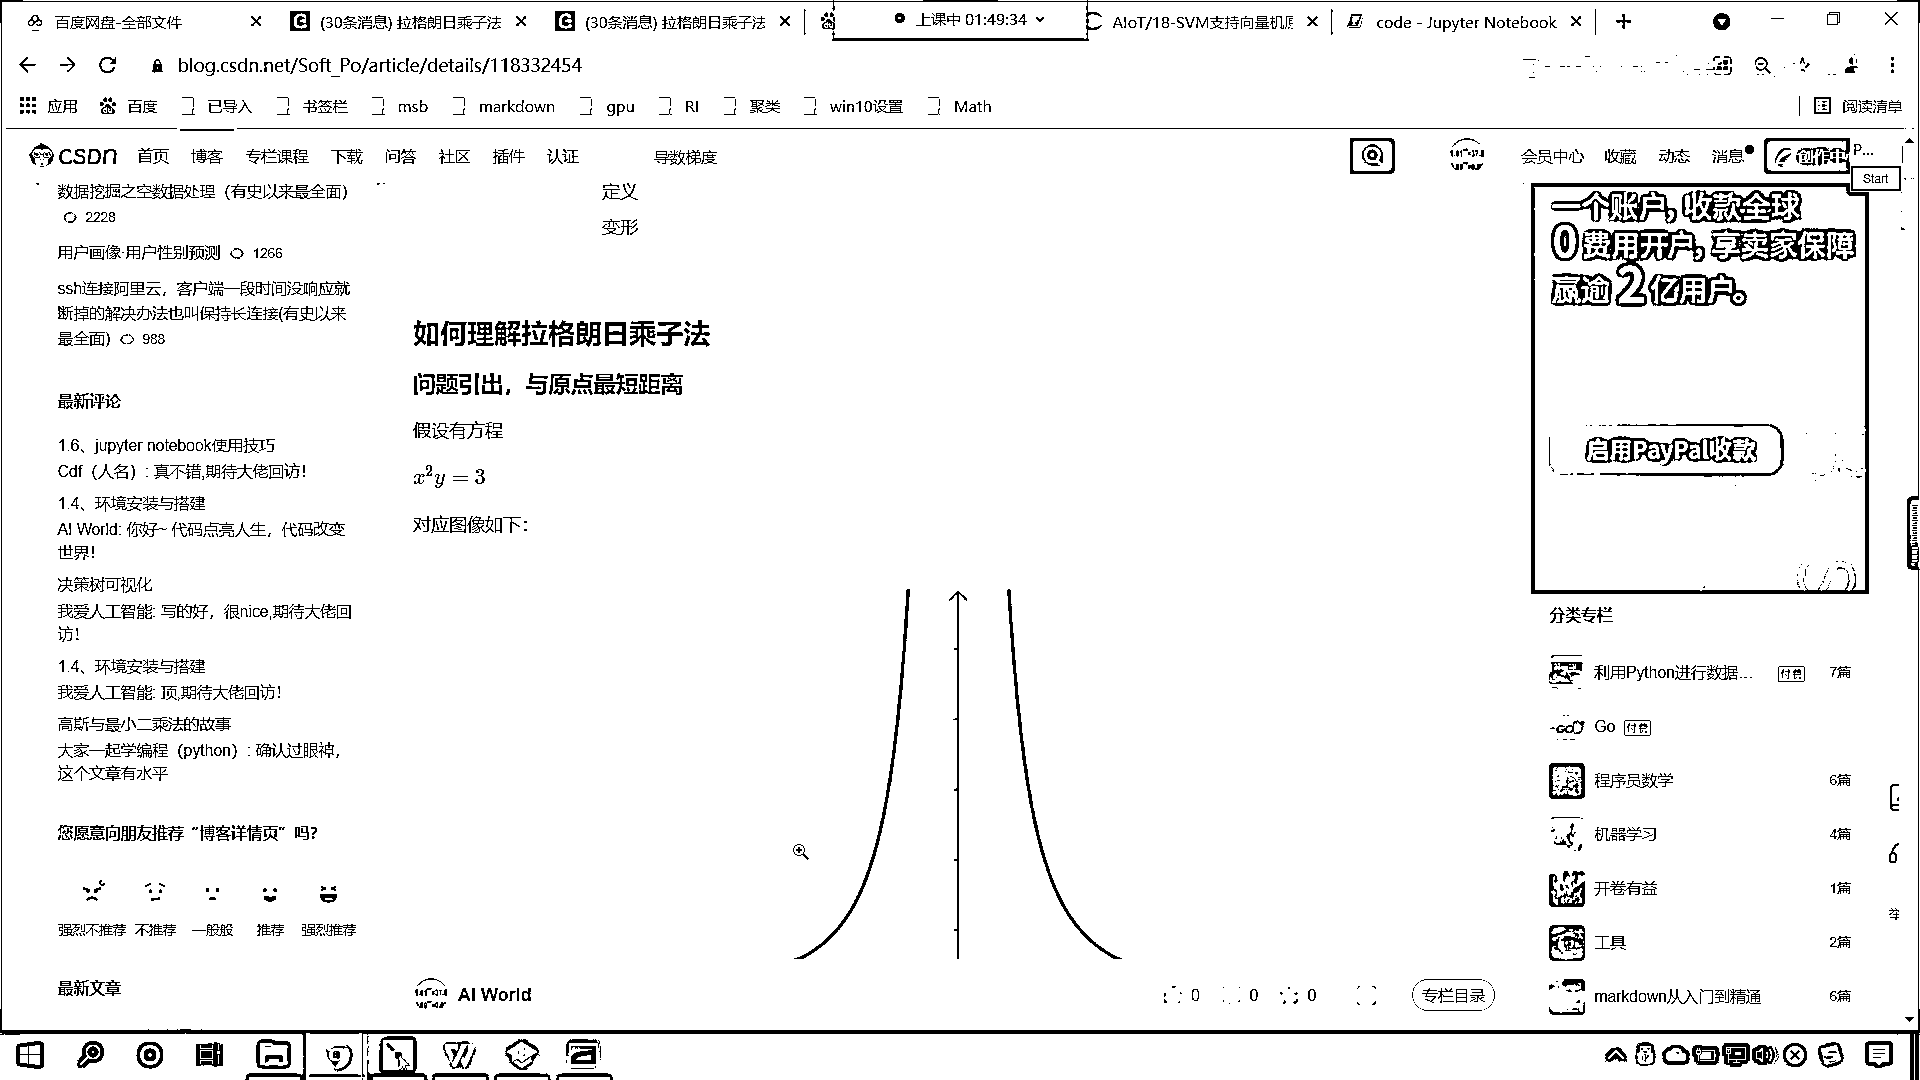 百度网盘-全部文件
(30条消息) 拉格朗日乘子法
(30条消息) 拉格朗日乘子法
上课中 01:49:34
AIoT/18-SVM支持向量机原
code - Jupyter Notebook
blog.csdn.net/Soft_Po/article/details/118332454
应用 百度 已导入 书签栏 msb markdown gpu RI 聚类 win10设置 Math
阅读清单
CSDN 首页 博客 专栏课程 下载 问答 社区 插件 认证
导数梯度
会员中心 收藏 动态 消息 创作中
P...
Start
数据挖掘之空数据处理（有史以来最全面）
2228
用户画像·用户性别预测 1266
ssh连接阿里云，客户端一段时间没响应就
断掉的解决办法也叫保持长连接(有史以来
最全面) 988
最新评论
1.6、jupyter notebook使用技巧
Cdf（人名）: 真不错,期待大佬回访！
1.4、环境安装与搭建
AI World: 你好~ 代码点亮人生，代码改变
世界！
决策树可视化
我爱人工智能: 写的好，很nice,期待大佬回
访！
1.4、环境安装与搭建
我爱人工智能: 顶,期待大佬回访！
高斯与最小二乘法的故事
大家一起学编程（python）: 确认过眼神，
这个文章有水平
您愿意向朋友推荐“博客详情页”吗？
强烈不推荐 不推荐 一般般 推荐 强烈推荐
最新文章
定义
变形
如何理解拉格朗日乘子法
问题引出，与原点最短距离
假设有方程
x²y = 3
对应图像如下：
AI World
0 0 0
专栏目录
一个账户, 收款全球
0费用开户, 享卖家保障
赢逾2亿用户。
启用PayPal收款
分类专栏
利用Python进行数据... 付费 7篇
Go 付费
程序员数学 6篇
机器学习 4篇
开卷有益 1篇
工具 2篇
markdown从入门到精通 6篇